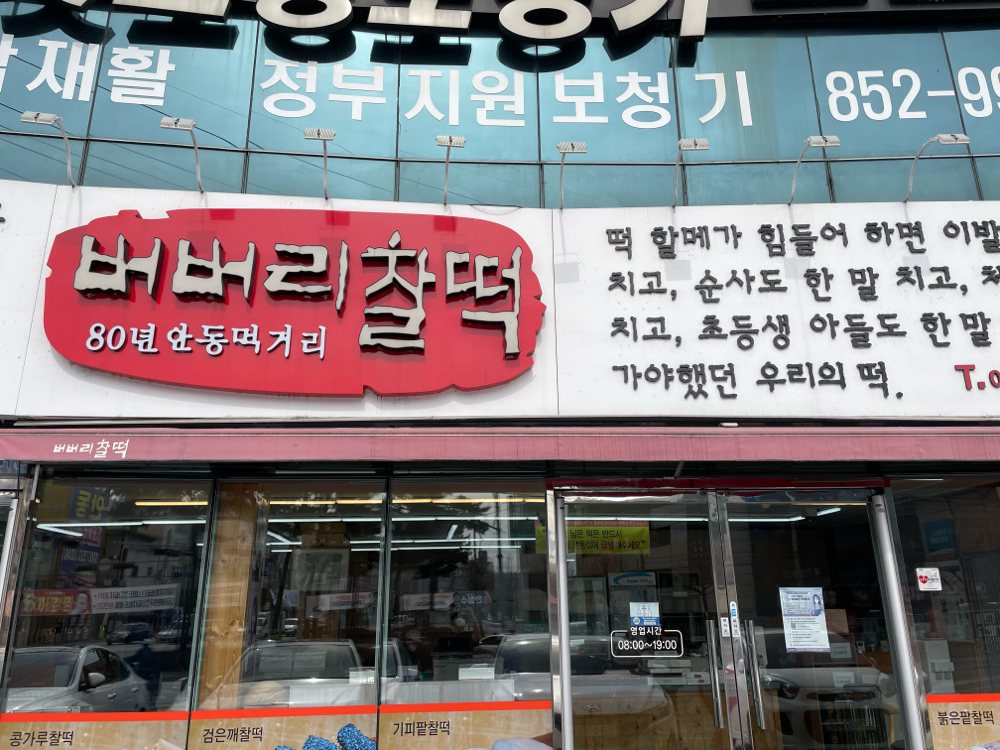 재활 정부지원보청기 852-99
버버리찰떡
80년 안동먹거리
떡 할메가 힘들어 하면 이발
치고, 순사도 한 말 치고,
치고, 초등생 아들도 한 말
가야했던 우리의 떡. T.0
버버리찰떡
영업시간
08:00~19:00
콩가루찰떡
검은깨찰떡
기피팥찰떡
붉은팥찰떡